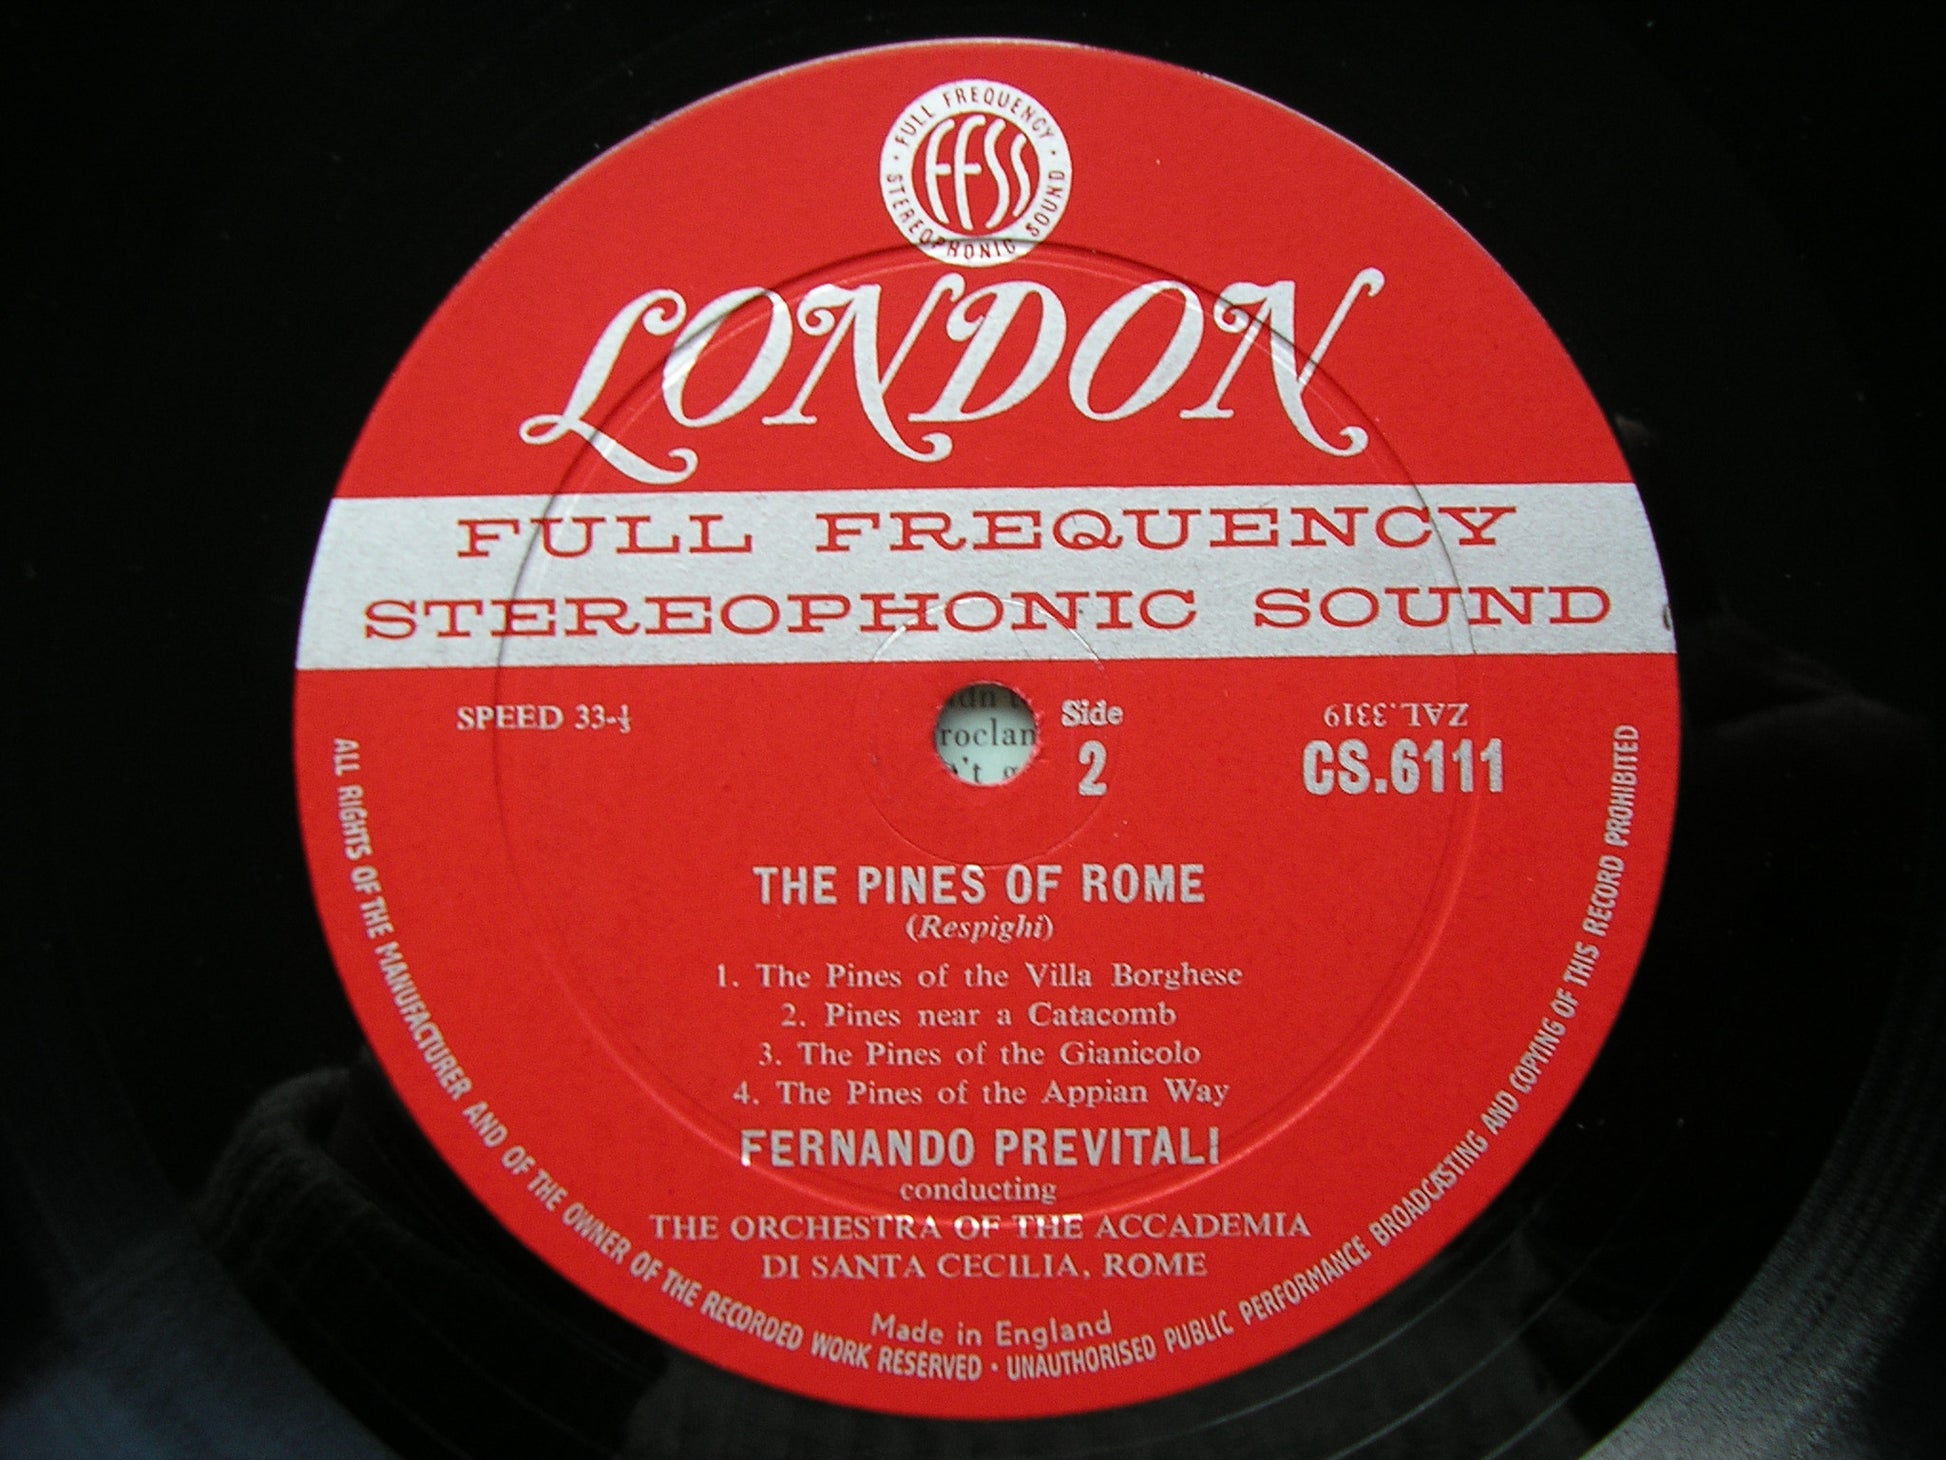 FULL FREQUENCY
STEREOPHONIC SOUND
FFSS
LONDON
FULL FREQUENCY
STEREOPHONIC SOUND
SPEED 33-⅓
Side
2
ZAL.3319
CS.6111
roclan
THE PINES OF ROME
(Respighi)
1. The Pines of the Villa Borghese
2. Pines near a Catacomb
3. The Pines of the Gianicolo
4. The Pines of the Appian Way
FERNANDO PREVITALI
conducting
THE ORCHESTRA OF THE ACCADEMIA
DI SANTA CECILIA, ROME
Made in England
ALL RIGHTS OF THE MANUFACTURER AND OF THE OWNER OF THE RECORDED WORK RESERVED · UNAUTHORISED PUBLIC PERFORMANCE BROADCASTING AND COPYING OF THIS RECORD PROHIBITED